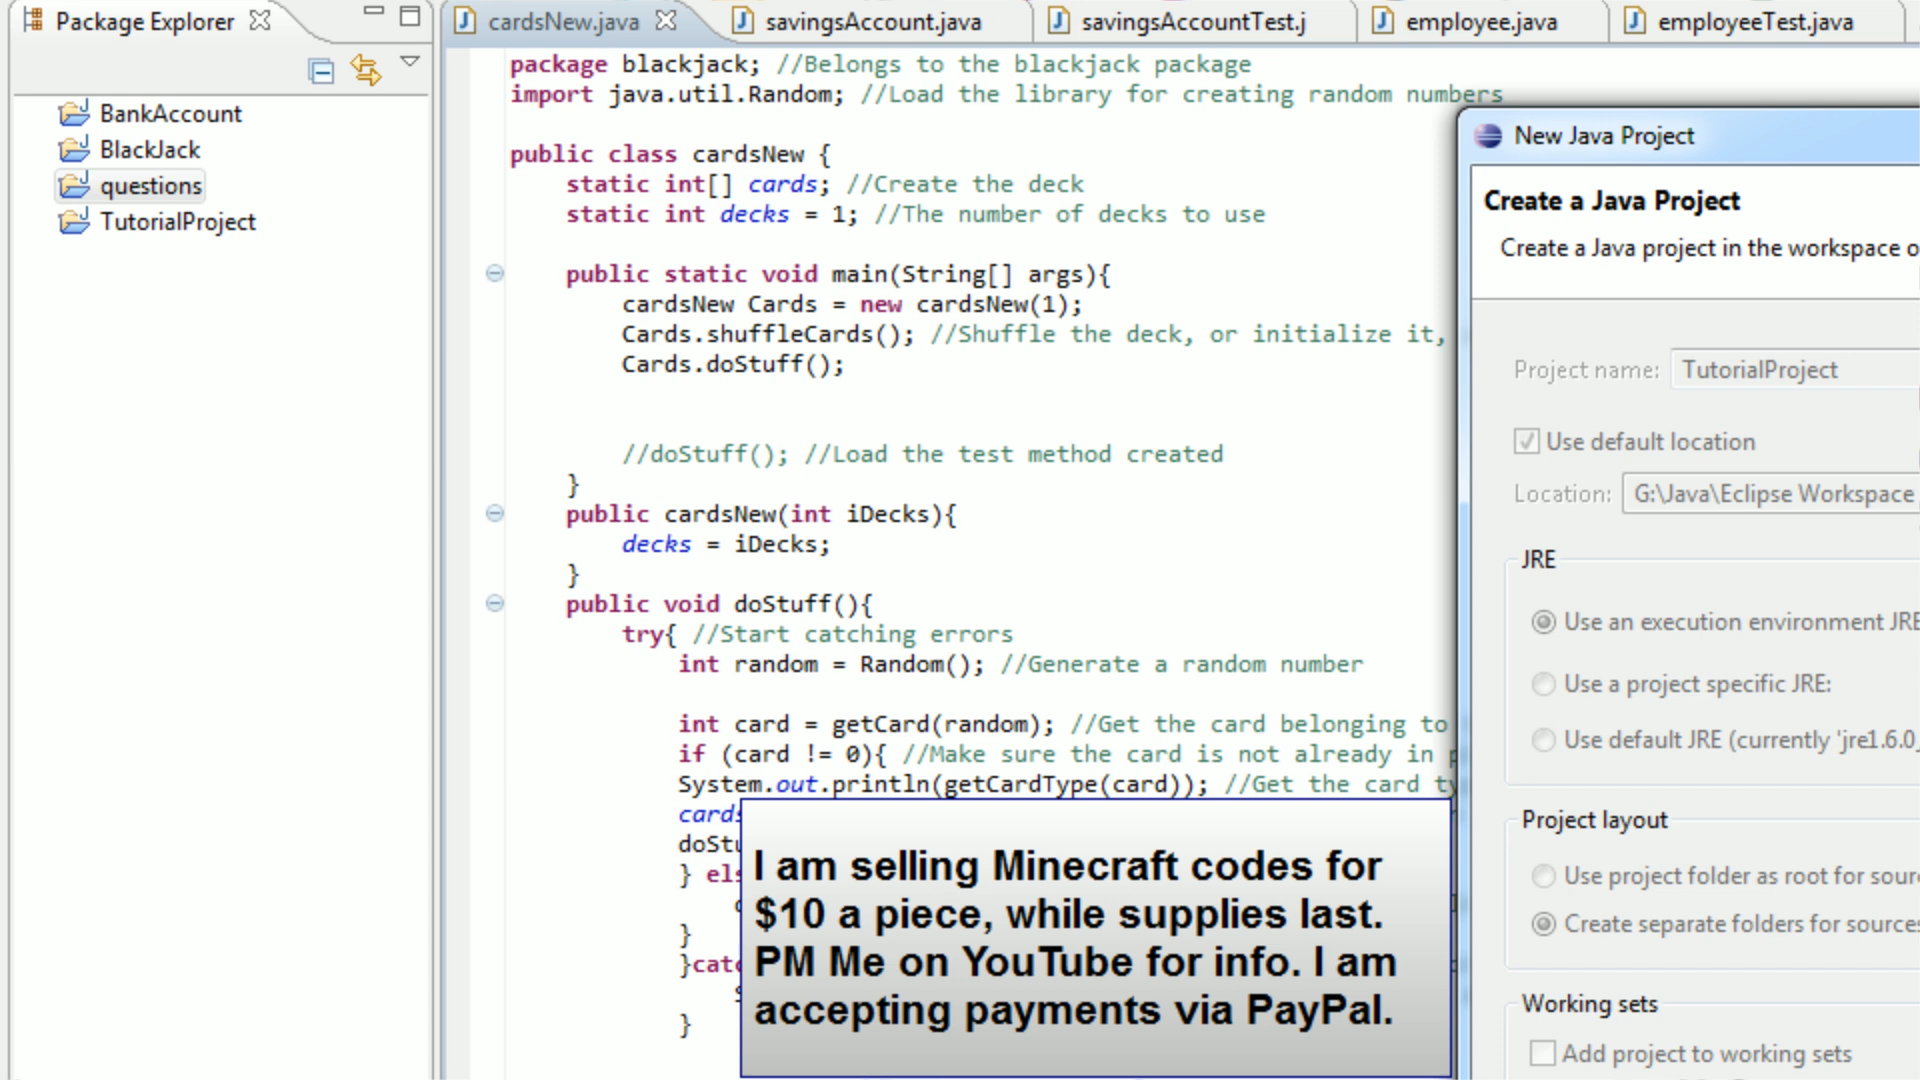 Package Explorer
BankAccount
BlackJack
questions
TutorialProject
cardsNew.java
savingsAccount.java
savingsAccountTest.j
employee.java
employeeTest.java
package blackjack; //Belongs to the blackjack package
import java.util.Random; //Load the library for creating random numbers
public class cardsNew {
static int[] cards; //Create the deck
static int decks = 1; //The number of decks to use
public static void main(String[] args){
cardsNew Cards = new cardsNew(1);
Cards.shuffleCards(); //Shuffle the deck, or initialize it,
Cards.doStuff();
//doStuff(); //Load the test method created
}
public cardsNew(int iDecks){
decks = iDecks;
}
public void doStuff(){
try{ //Start catching errors
int random = Random(); //Generate a random number
int card = getCard(random); //Get the card belonging to
if (card != 0){ //Make sure the card is not already in
System.out.println(getCardType(card)); //Get the card ty
cards
doStu
} els
}
}catc
}
I am selling Minecraft codes for
$10 a piece, while supplies last.
PM Me on YouTube for info. I am
accepting payments via PayPal.
New Java Project
Create a Java Project
Create a Java project in the workspace o
Project name: TutorialProject
Use default location
Location: G:\Java\Eclipse Workspace
JRE
Use an execution environment JRE
Use a project specific JRE:
Use default JRE (currently 'jre1.6.0_
Project layout
Use project folder as root for sour
Create separate folders for sources
Working sets
Add project to working sets